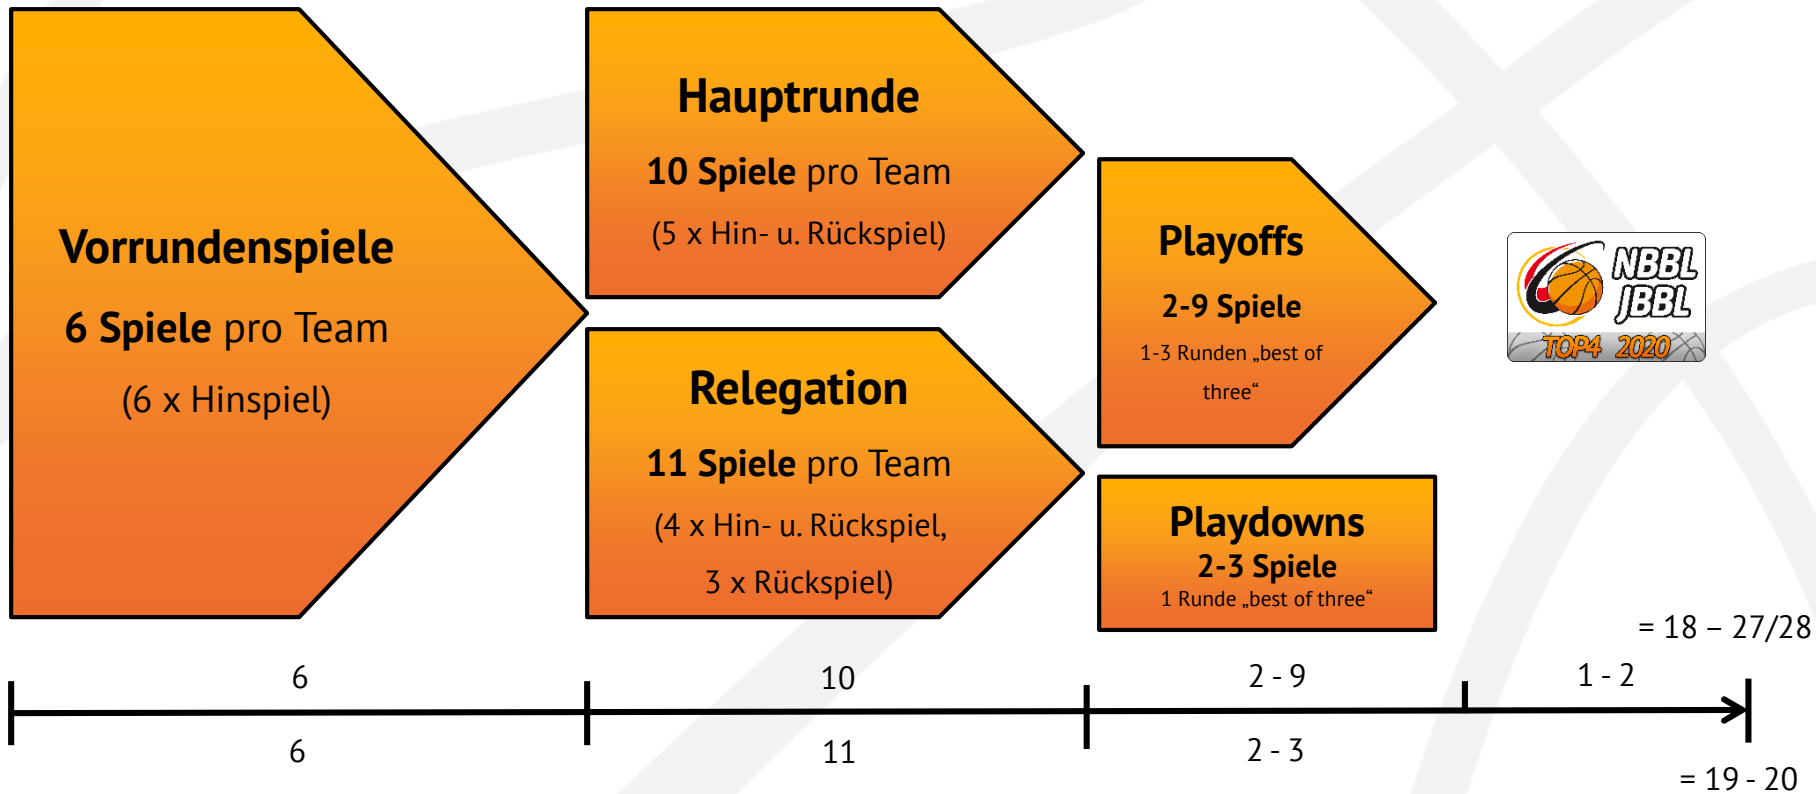 Vorrundenspiele
6 Spiele pro Team
(6 x Hinspiel)
Hauptrunde
10 Spiele pro Team
(5 x Hin- u. Rückspiel)
Relegation
11 Spiele pro Team
(4 x Hin- u. Rückspiel,
3 x Rückspiel)
Playoffs
2-9 Spiele
1-3 Runden „best of
three“
Playdowns
2-3 Spiele
1 Runde „best of three“
NBBL
JBBL
TOP4 2020
= 18 – 27/28
6
10
2 - 9
1 - 2
6
11
2 - 3
= 19 - 20